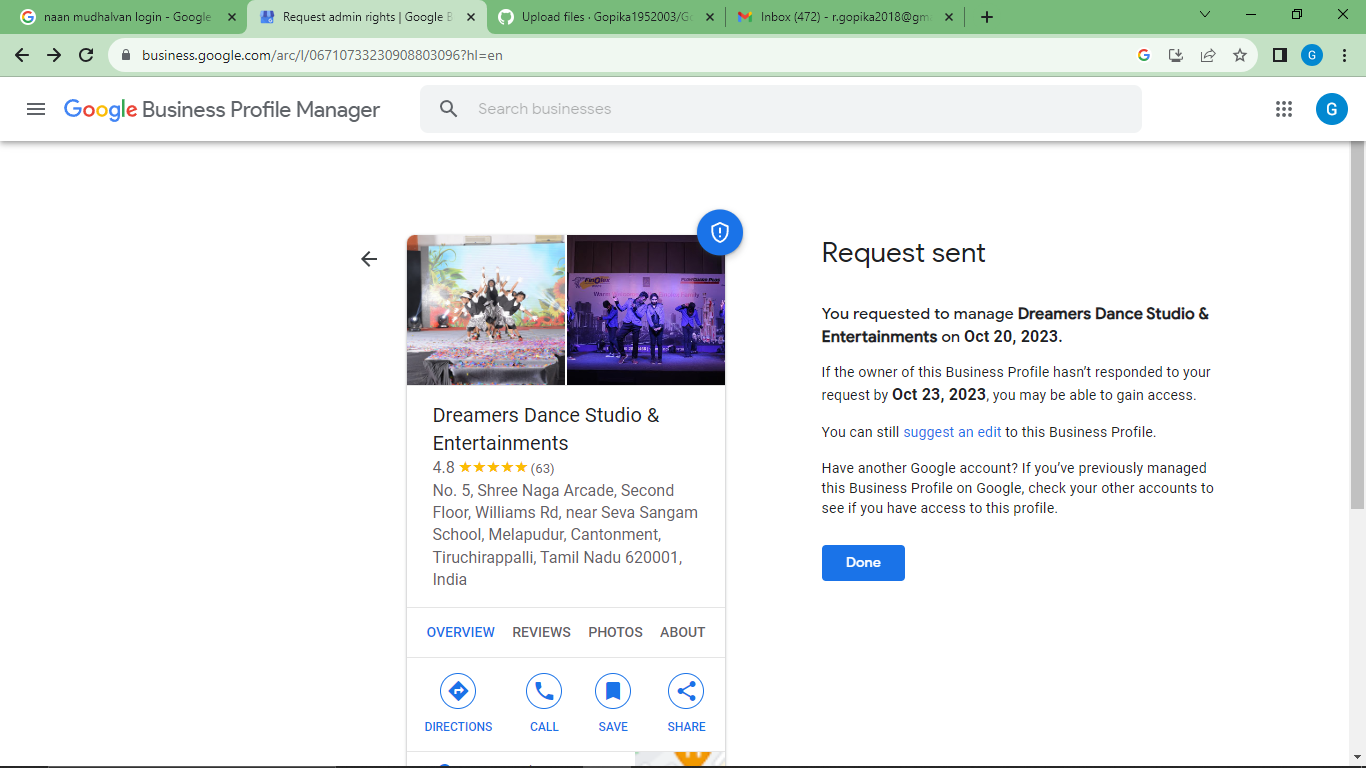 naan mudhalvan login - Google
Request admin rights | Google B
Upload files · Gopika1952003/Go
Inbox (472) - r.gopika2018@gm
business.google.com/arc/l/06710733230908803096?hl=en
G
Google Business Profile Manager
Search businesses
G
Dreamers Dance Studio &
Entertainments
4.8 ★★★★★ (63)
No. 5, Shree Naga Arcade, Second
Floor, Williams Rd, near Seva Sangam
School, Melapudur, Cantonment,
Tiruchirappalli, Tamil Nadu 620001,
India
OVERVIEW REVIEWS PHOTOS ABOUT
DIRECTIONS CALL SAVE SHARE
Request sent
You requested to manage Dreamers Dance Studio &
Entertainments on Oct 20, 2023.
If the owner of this Business Profile hasn’t responded to your
request by Oct 23, 2023, you may be able to gain access.
You can still suggest an edit to this Business Profile.
Have another Google account? If you’ve previously managed
this Business Profile on Google, check your other accounts to
see if you have access to this profile.
Done